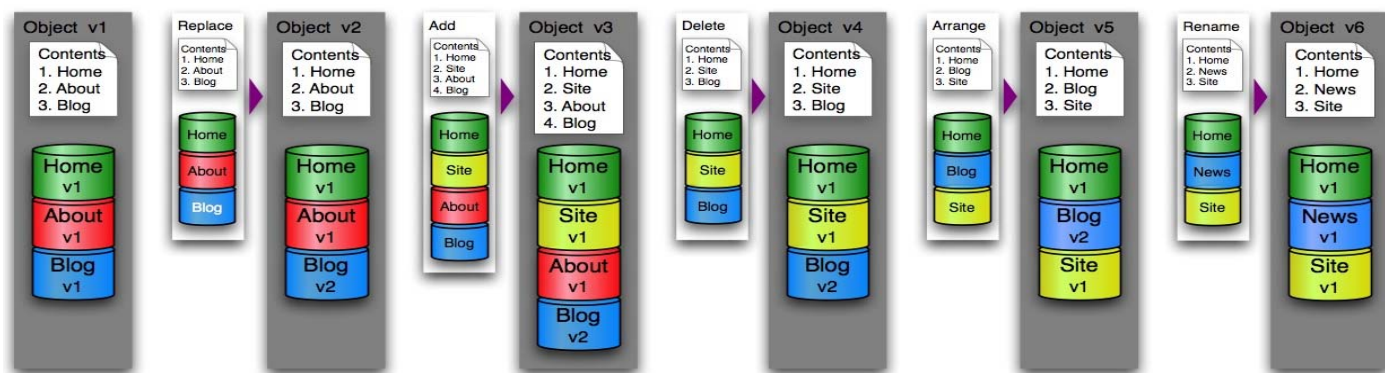 Object v1
Contents
1. Home
2. About
3. Blog
Home
v1
About
v1
Blog
v1
Replace
Contents
1. Home
2. About
3. Blog
Home
About
Blog
Object v2
Contents
1. Home
2. About
3. Blog
Home
v1
About
v1
Blog
v2
Add
Contents
1. Home
2. Site
3. About
4. Blog
Home
Site
About
Blog
Object v3
Contents
1. Home
2. Site
3. About
4. Blog
Home
v1
Site
v1
About
v1
Blog
v2
Delete
Contents
1. Home
2. Site
3. Blog
Home
Site
Blog
Object v4
Contents
1. Home
2. Site
3. Blog
Home
v1
Site
v1
Blog
v2
Arrange
Contents
1. Home
2. Blog
3. Site
Home
Blog
Site
Object v5
Contents
1. Home
2. Blog
3. Site
Home
v1
Blog
v2
Site
v1
Rename
Contents
1. Home
2. News
3. Site
Home
News
Site
Object v6
Contents
1. Home
2. News
3. Site
Home
v1
News
v1
Site
v1